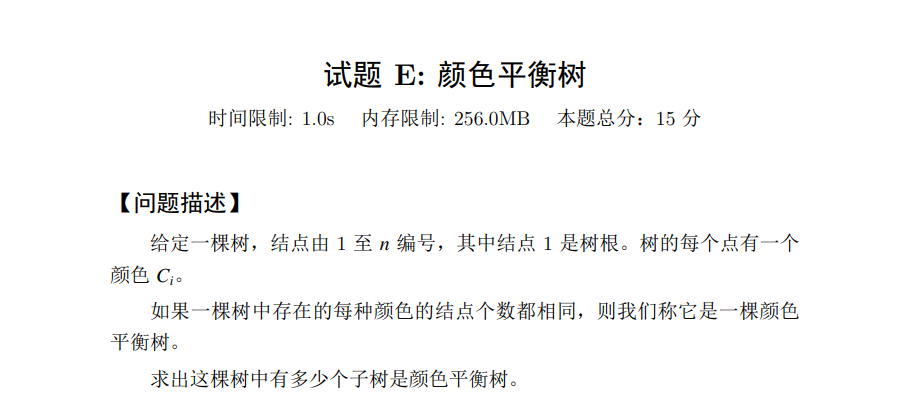 试题 E: 颜色平衡树
时间限制: 1.0s 内存限制: 256.0MB 本题总分：15 分
【问题描述】
给定一棵树，结点由 1 至 n 编号，其中结点 1 是树根。树的每个点有一个
颜色 Cᵢ。
如果一棵树中存在的每种颜色的结点个数都相同，则我们称它是一棵颜色
平衡树。
求出这棵树中有多少个子树是颜色平衡树。